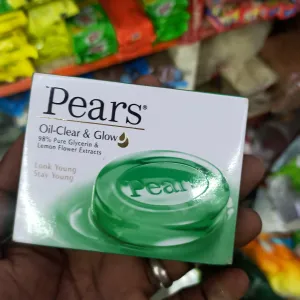 Pears®
Oil-Clear & Glow
98% Pure Glycerin &
Lemon Flower Extracts
Look Young
Stay Young
Pears